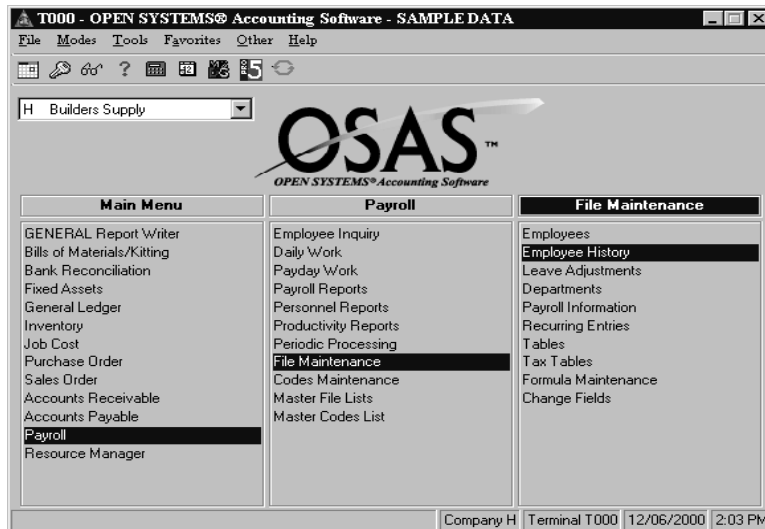 T000 - OPEN SYSTEMS® Accounting Software - SAMPLE DATA
File Modes Tools Favorites Other Help
H Builders Supply
OSAS™
OPEN SYSTEMS® Accounting Software
Main Menu
GENERAL Report Writer
Bills of Materials/Kitting
Bank Reconciliation
Fixed Assets
General Ledger
Inventory
Job Cost
Purchase Order
Sales Order
Accounts Receivable
Accounts Payable
Payroll
Resource Manager
Payroll
Employee Inquiry
Daily Work
Payday Work
Payroll Reports
Personnel Reports
Productivity Reports
Periodic Processing
File Maintenance
Codes Maintenance
Master File Lists
Master Codes List
File Maintenance
Employees
Employee History
Leave Adjustments
Departments
Payroll Information
Recurring Entries
Tables
Tax Tables
Formula Maintenance
Change Fields
Company H Terminal T000 12/06/2000 2:03 PM